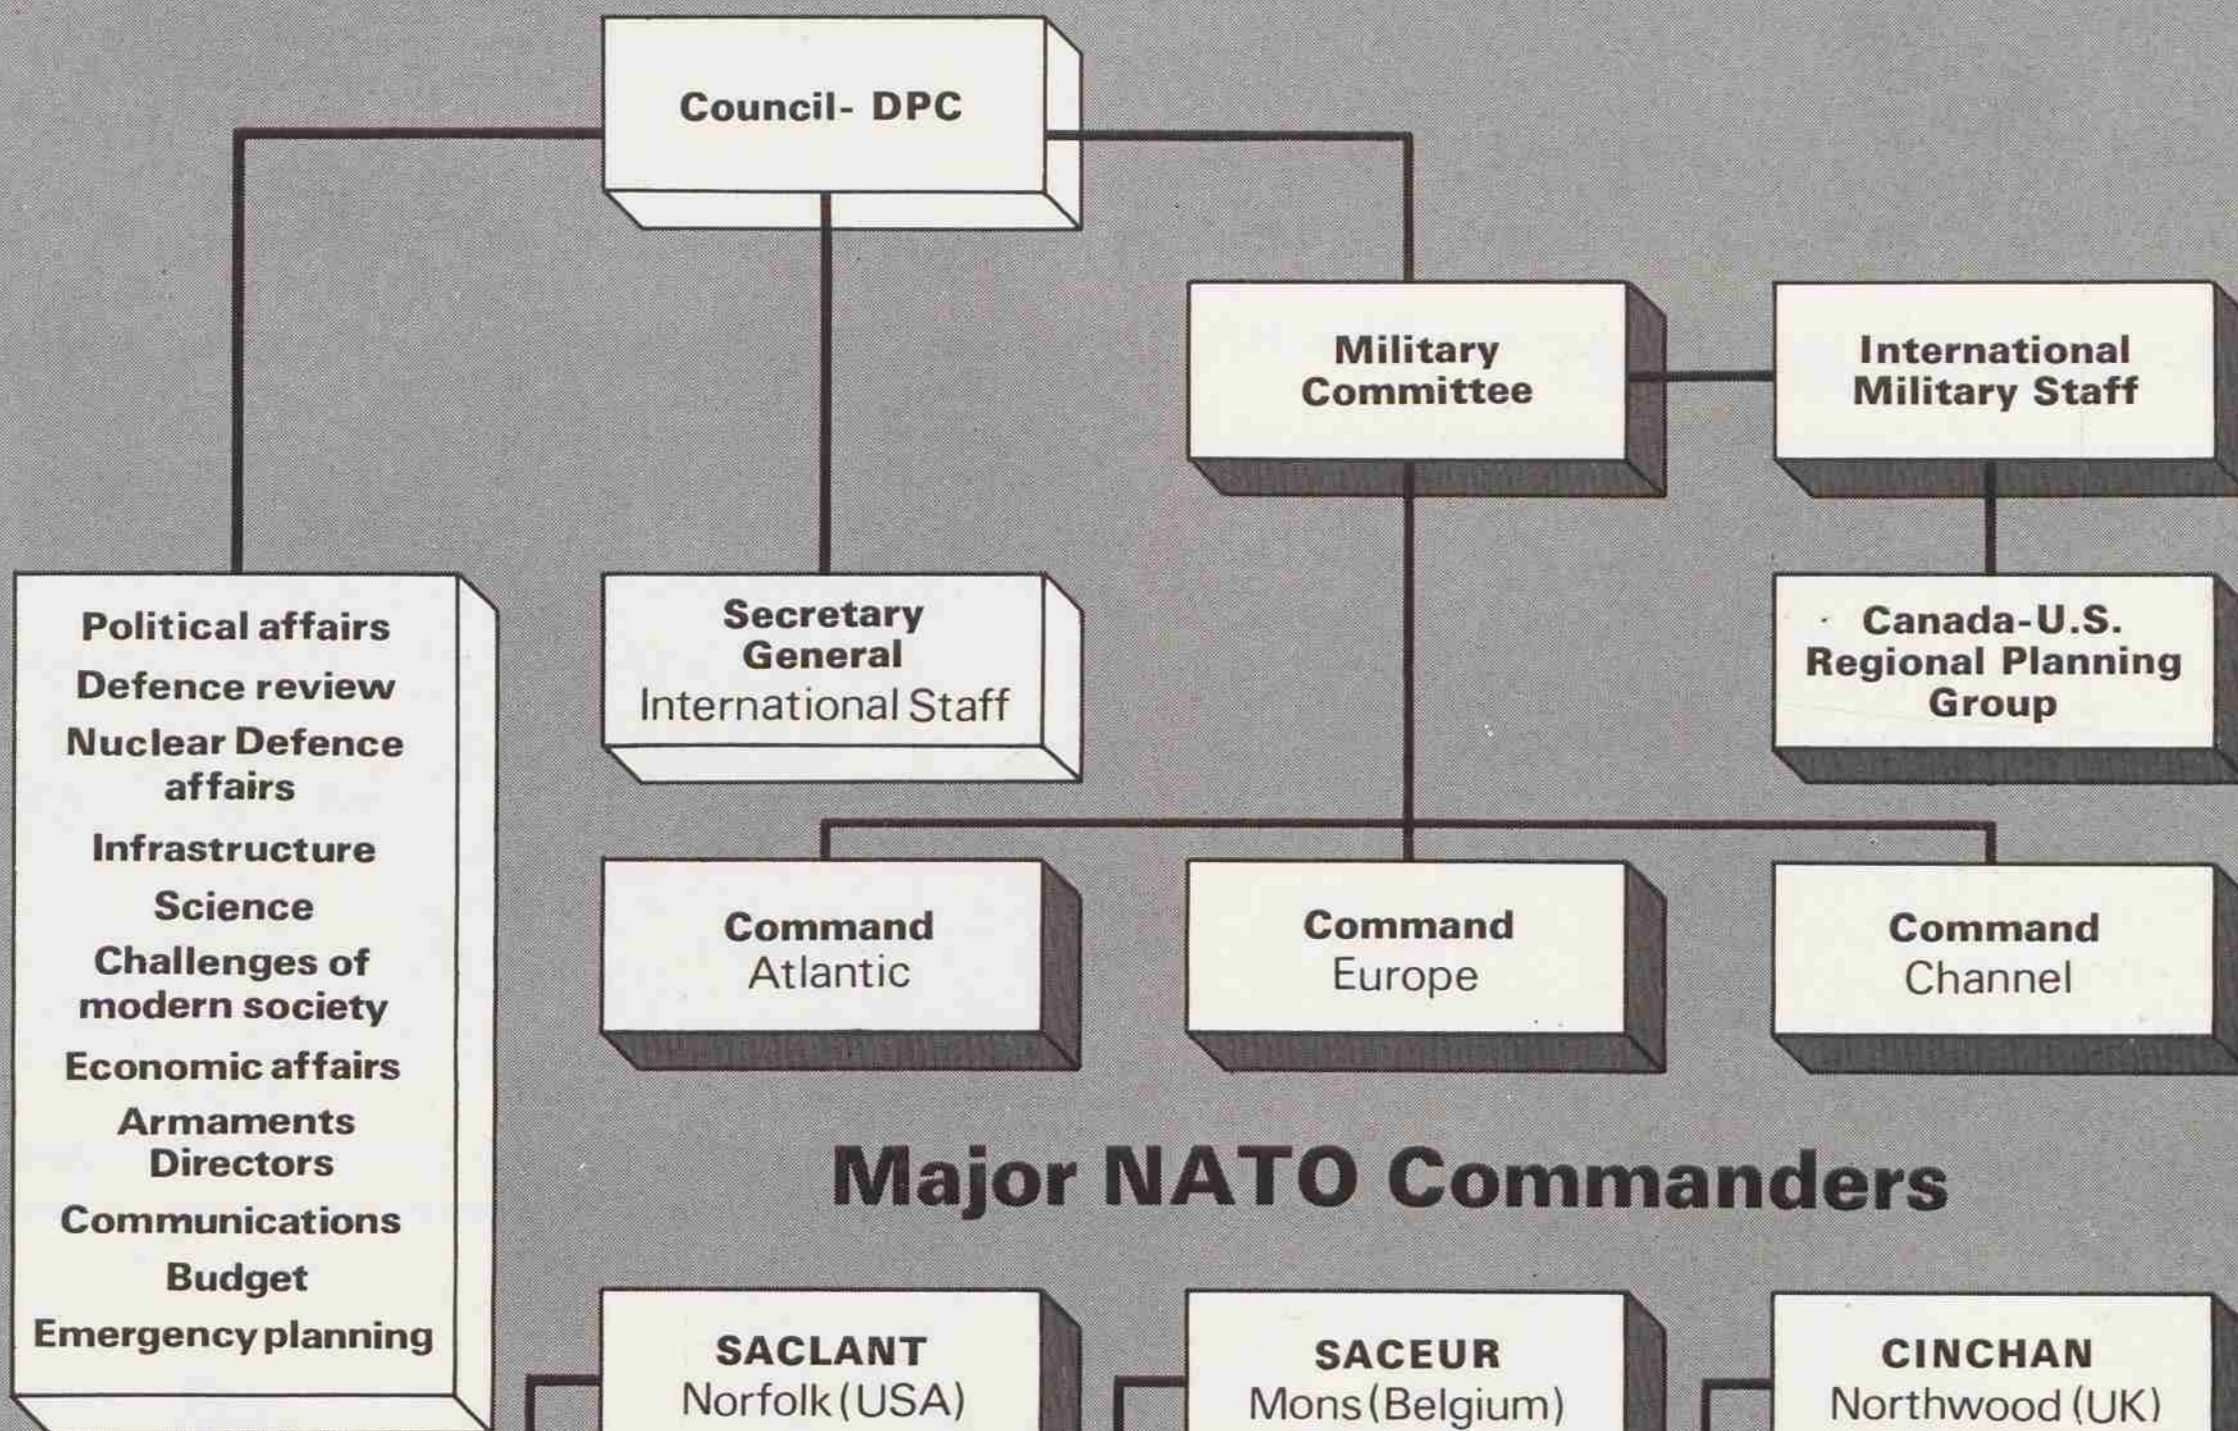 Council- DPC
Military
Committee
International
Military Staff
Political affairs
Defence review
Nuclear Defence
affairs
Infrastructure
Science
Challenges of
modern society
Economic affairs
Armaments
Directors
Communications
Budget
Emergency planning
Secretary
General
International Staff
Canada-U.S.
Regional Planning
Group
Command
Atlantic
Command
Europe
Command
Channel
Major NATO Commanders
SACLANT
Norfolk (USA)
SACEUR
Mons (Belgium)
CINCHAN
Northwood (UK)